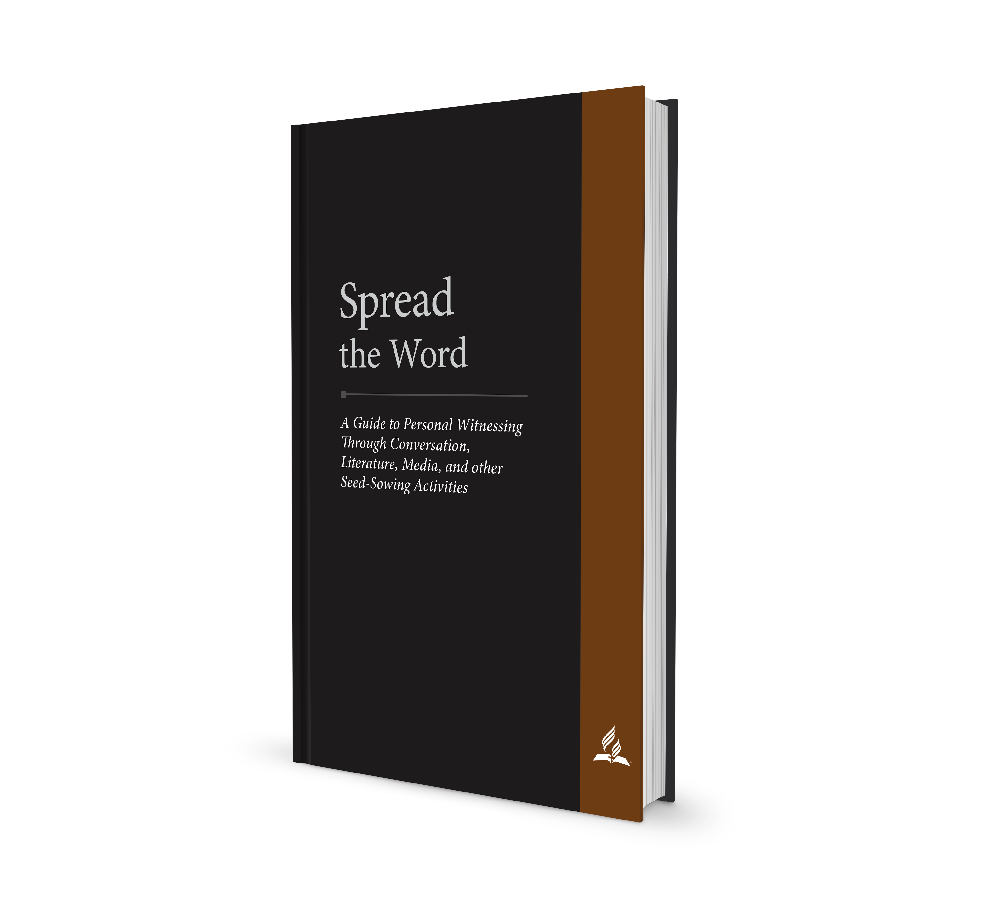 Spread
the Word
A Guide to Personal Witnessing
Through Conversation,
Literature, Media, and other
Seed-Sowing Activities
®